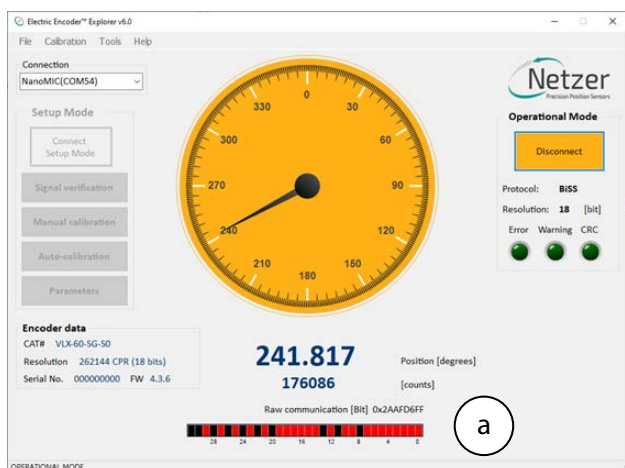 Electric Encoder™ Explorer v6.0
File Calibration Tools Help
Connection
NanoMIC(COM54)
Setup Mode
Connect
Setup Mode
Signal verification
Manual calibration
Auto-calibration
Parameters
0
30
60
90
120
150
180
210
240
270
300
330
Netzer
Precision Position Sensors
Operational Mode
Disconnect
Protocol: BiSS
Resolution: 18 [bit]
Error Warning CRC
Encoder data
CAT# VLX-60-SG-S0
Resolution 262144 CPR (18 bits)
Serial No. 000000000 FW 4.3.6
241.817 Position [degrees]
176086 [counts]
Raw communication [Bit] 0x2AAFD6FF
28 24 20 16 12 8 4 0
a
OPERATIONAL MODE